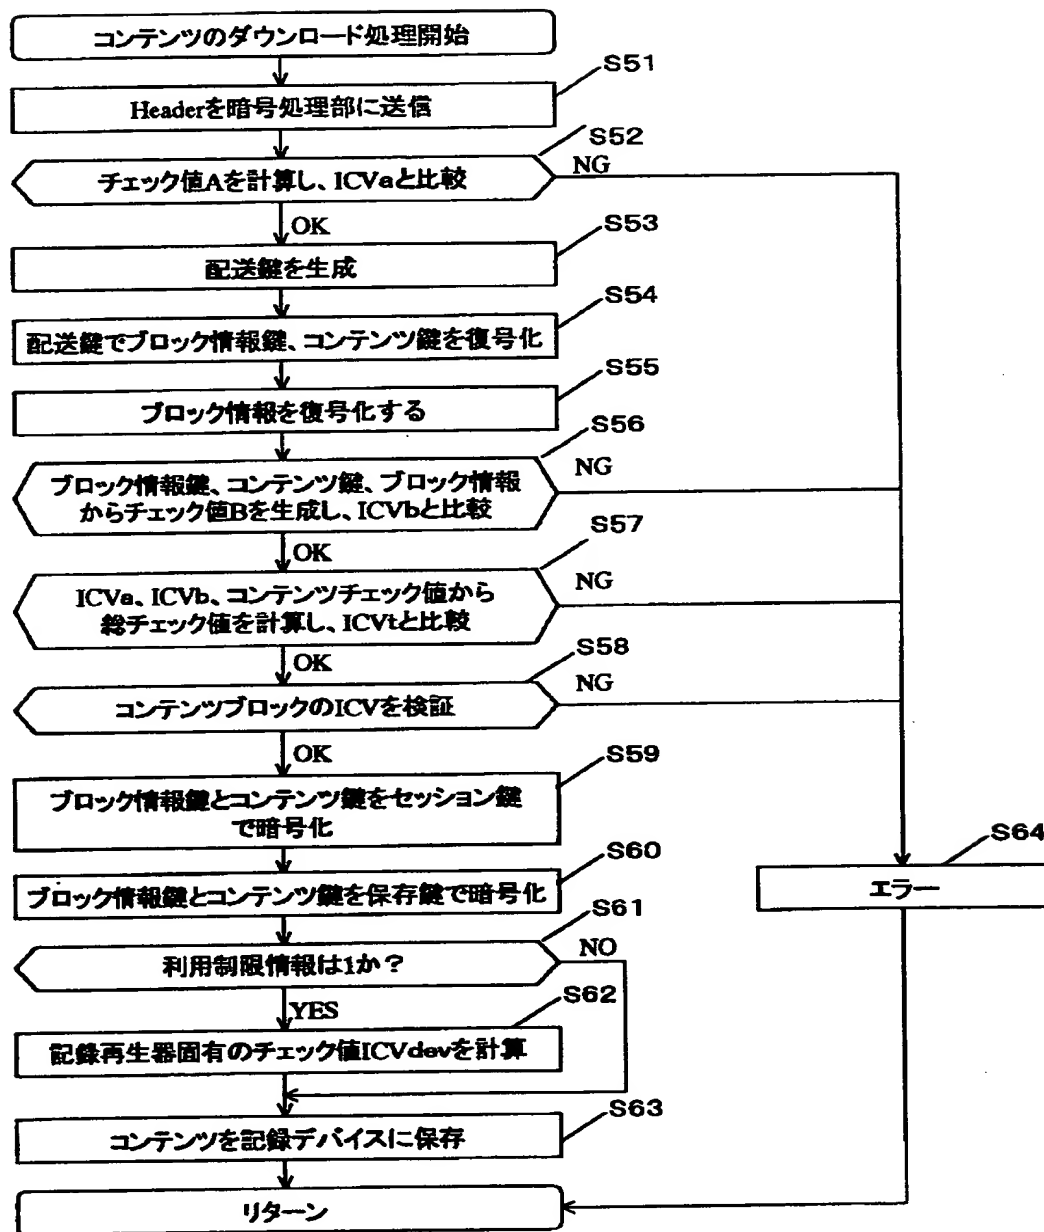 コンテンツのダウンロード処理開始
S51
Headerを暗号処理部に送信
S52
チェック値Aを計算し、ICVaと比較
NG
OK
S53
配送鍵を生成
S54
配送鍵でブロック情報鍵、コンテンツ鍵を復号化
S55
ブロック情報を復号化する
S56
ブロック情報鍵、コンテンツ鍵、ブロック情報
からチェック値Bを生成し、ICVbと比較
NG
OK
S57
ICVa、ICVb、コンテンツチェック値から
総チェック値を計算し、ICVtと比較
NG
OK
S58
コンテンツブロックのICVを検証
NG
OK
S59
ブロック情報鍵とコンテンツ鍵をセッション鍵
で暗号化
S60
ブロック情報鍵とコンテンツ鍵を保存鍵で暗号化
S64
エラー
S61
利用制限情報は1か?
NO
YES
S62
記録再生器固有のチェック値ICVdevを計算
S63
コンテンツを記録デバイスに保存
リターン